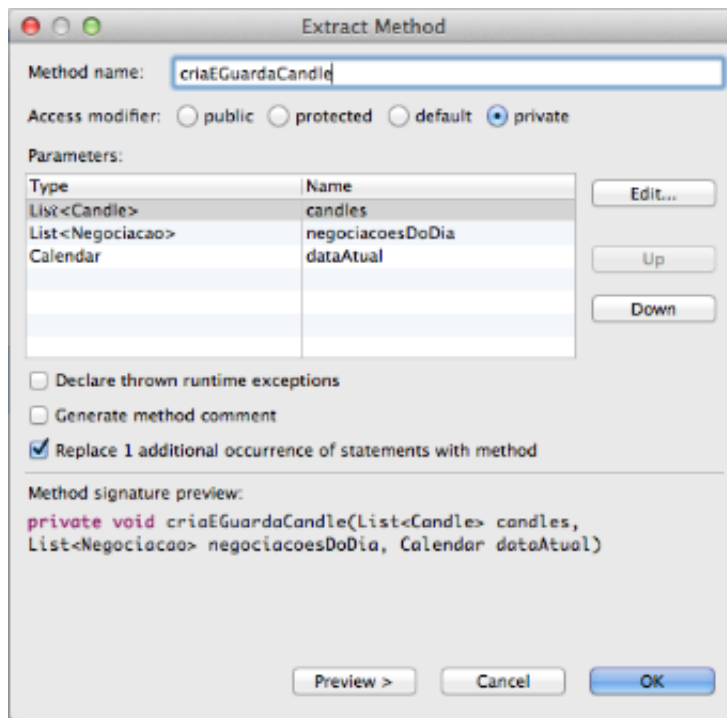 Extract Method
Method name: criaEGuardaCandle
Access modifier: public protected default private
Parameters:
Type Name
List<Candle> candles
List<Negociacao> negociacoesDoDia
Calendar dataAtual
Edit...
Up
Down
Declare thrown runtime exceptions
Generate method comment
Replace 1 additional occurrence of statements with method
Method signature preview:
private void criaEGuardaCandle(List<Candle> candles,
List<Negociacao> negociacoesDoDia, Calendar dataAtual)
Preview > Cancel OK